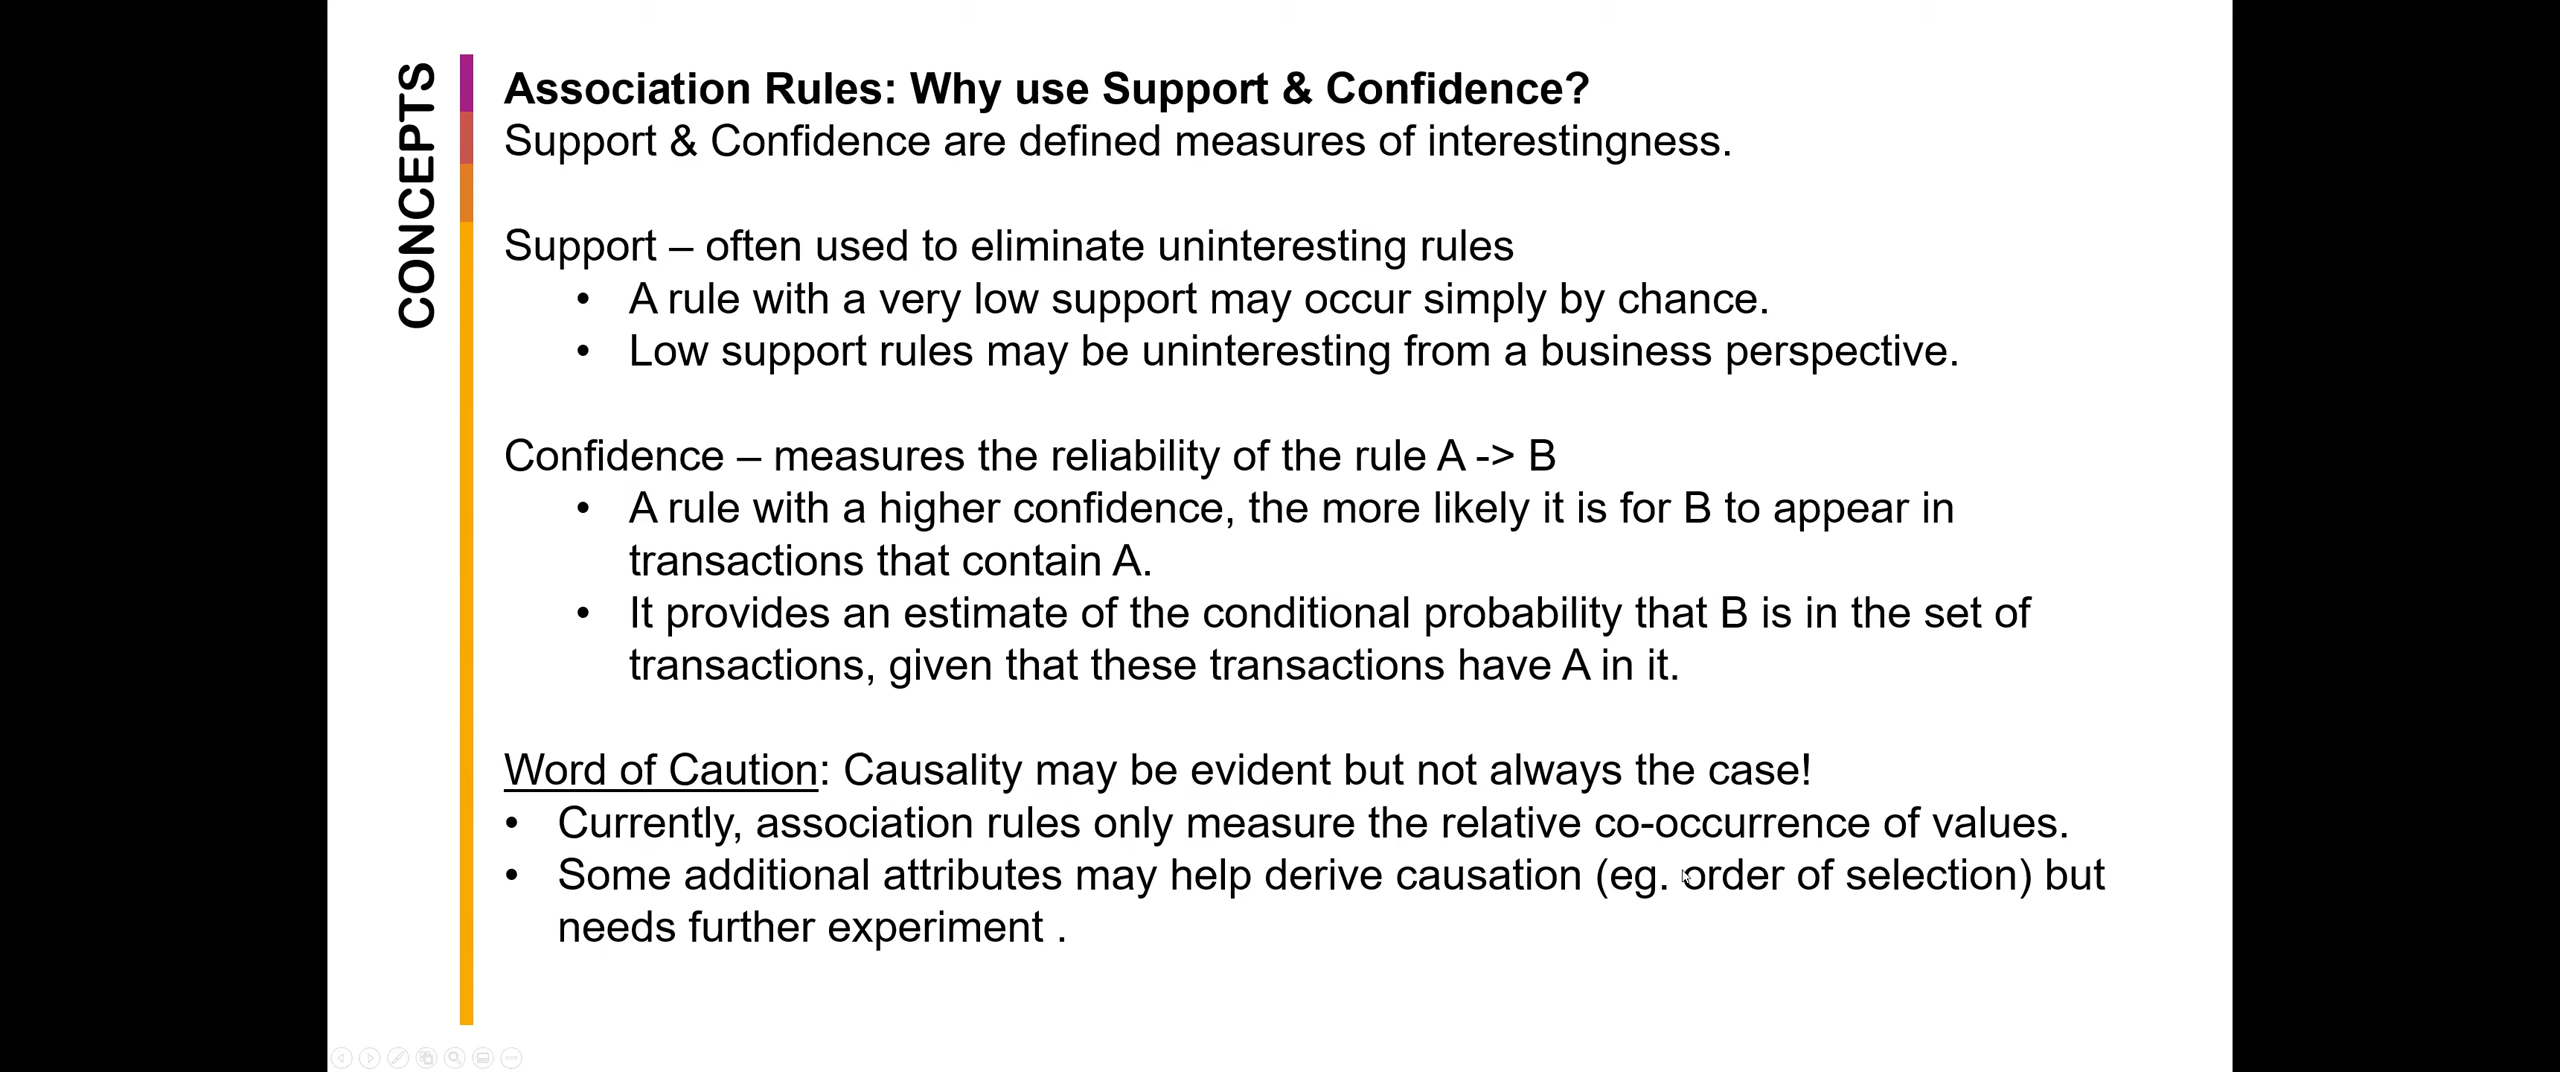 CONCEPTS
Association Rules: Why use Support & Confidence?
Support & Confidence are defined measures of interestingness.
Support – often used to eliminate uninteresting rules
• A rule with a very low support may occur simply by chance.
• Low support rules may be uninteresting from a business perspective.
Confidence – measures the reliability of the rule A -> B
• A rule with a higher confidence, the more likely it is for B to appear in
transactions that contain A.
• It provides an estimate of the conditional probability that B is in the set of
transactions, given that these transactions have A in it.
Word of Caution: Causality may be evident but not always the case!
• Currently, association rules only measure the relative co-occurrence of values.
• Some additional attributes may help derive causation (eg. order of selection) but
needs further experiment .